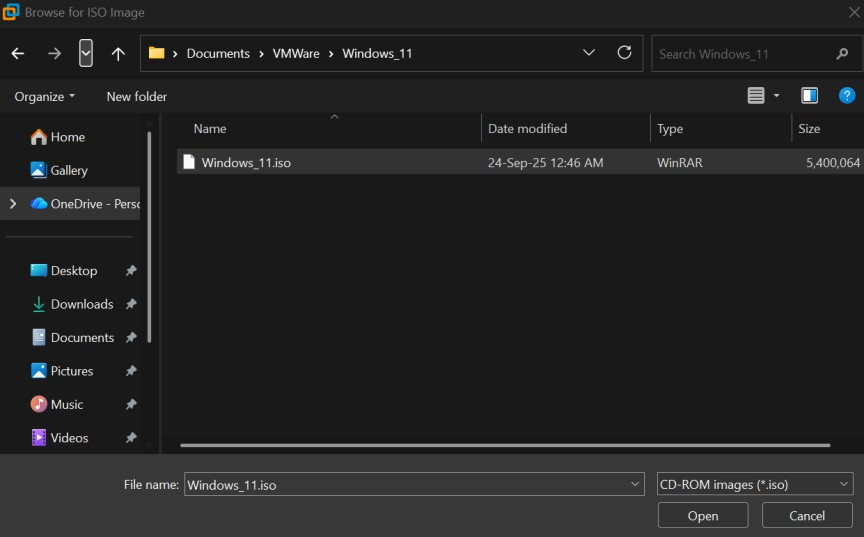 Browse for ISO Image
Documents > VMWare > Windows_11
Search Windows_11
Organize
New folder
Name
Date modified
Type
Size
Home
Gallery
OneDrive - Perso
Desktop
Downloads
Documents
Pictures
Music
Videos
Windows_11.iso
24-Sep-25 12:46 AM
WinRAR
5,400,064
File name:
Windows_11.iso
CD-ROM images (*.iso)
Open
Cancel